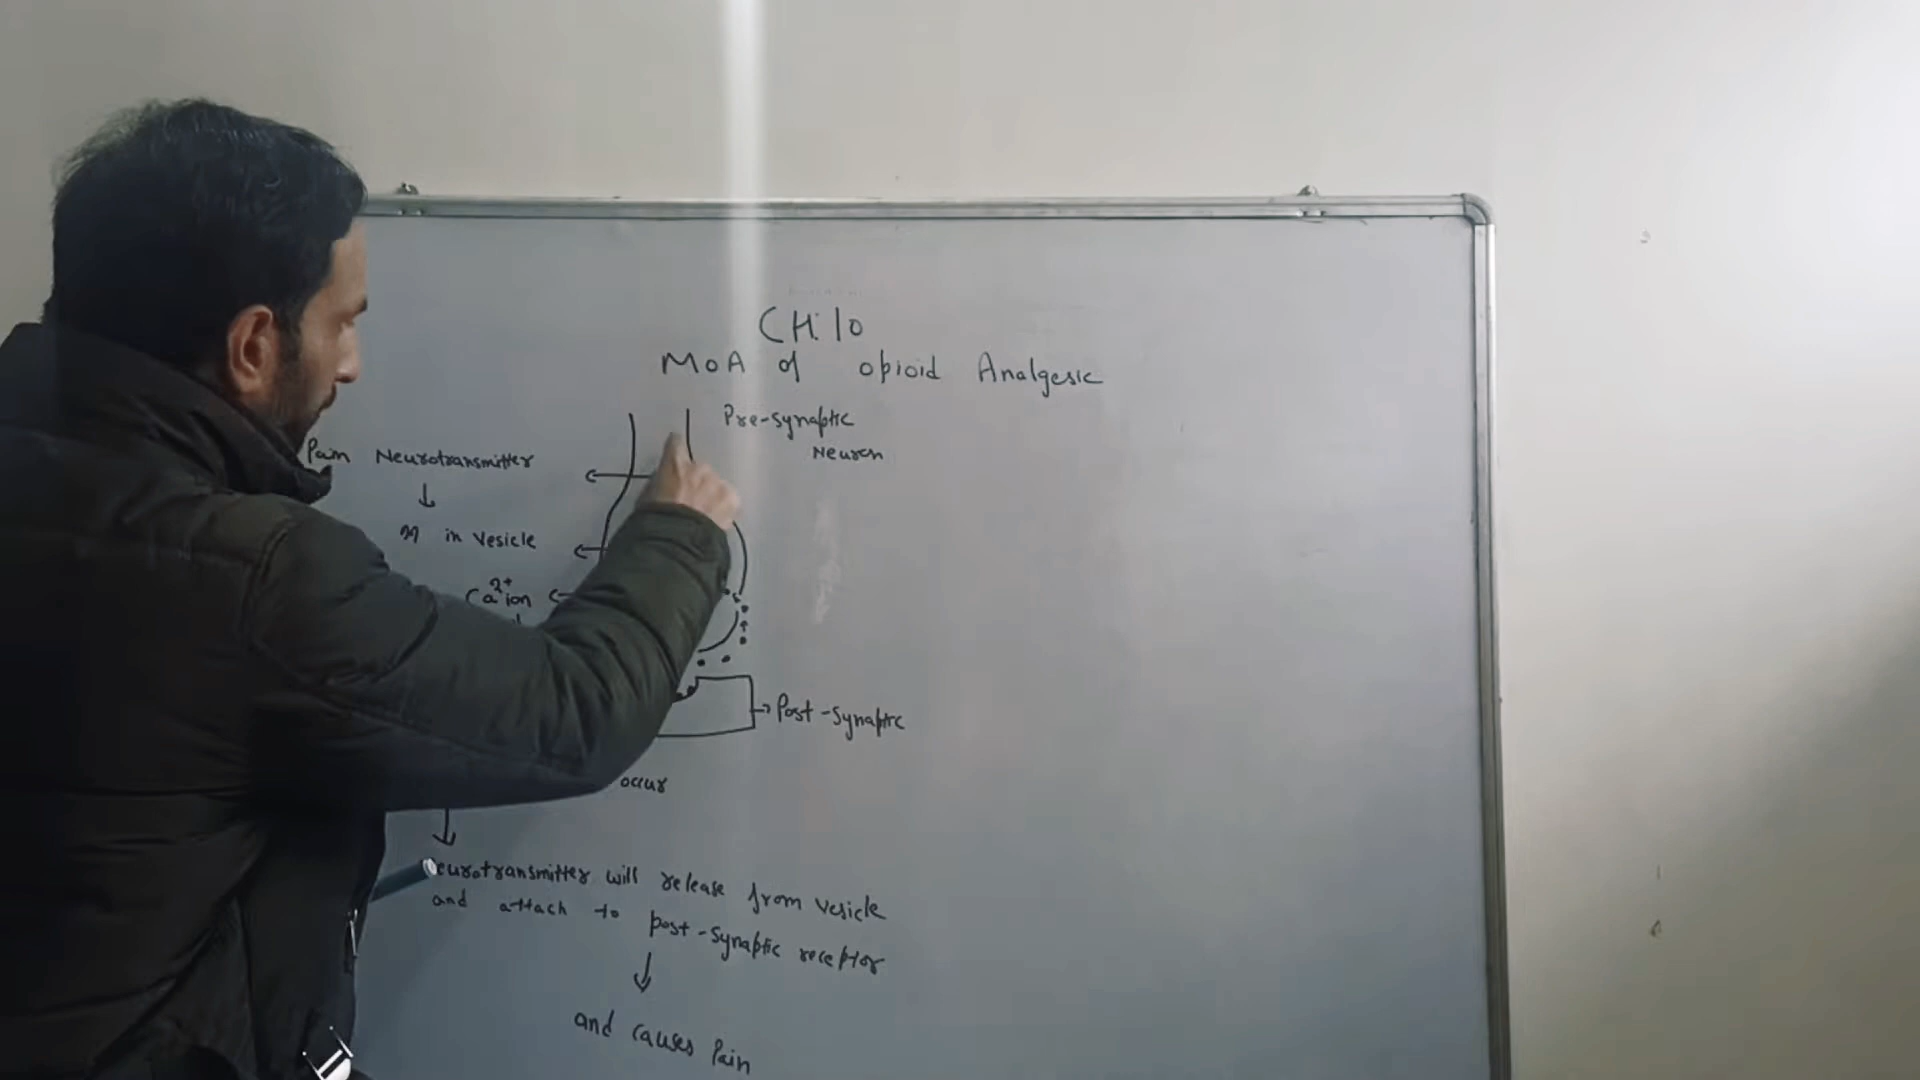 CH.10
MOA of opioid Analgesic
Pre-synaptic
Neuron
Pain Neurotransmitter
in vesicle
Ca2+ ion
Post-synaptic
occur
eurotransmitter will release from vesicle
and attach to post-synaptic receptor
and causes Pain